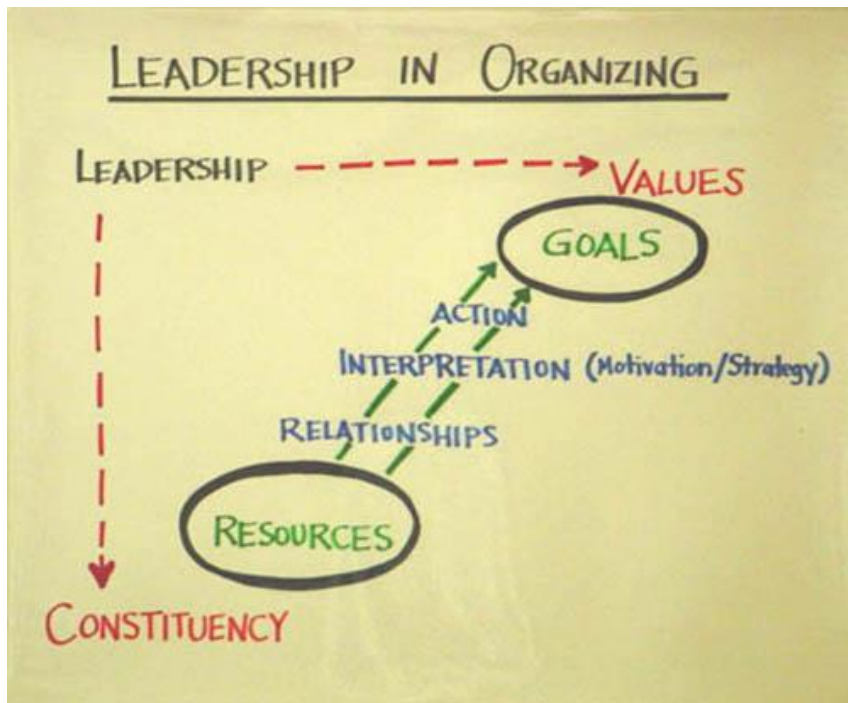 LEADERSHIP IN ORGANIZING
LEADERSHIP
VALUES
GOALS
ACTION
INTERPRETATION (Motivation/Strategy)
RELATIONSHIPS
RESOURCES
CONSTITUENCY